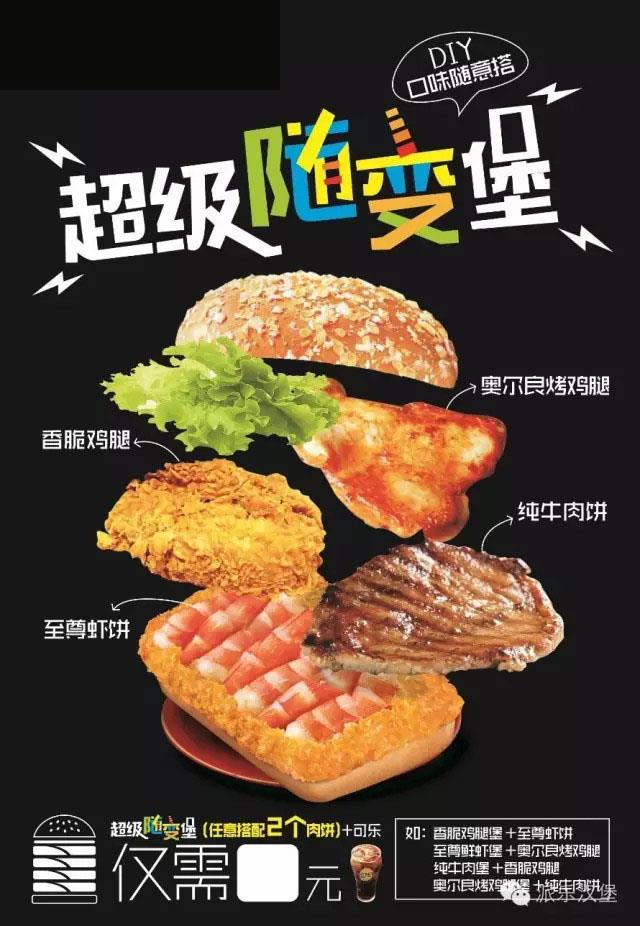 DIY
口味随意搭
超级随变堡
奥尔良烤鸡腿
香脆鸡腿
纯牛肉饼
至尊虾饼
超级随变堡(任意搭配2个肉饼)+可乐
仅需 元
如：香脆鸡腿堡+至尊虾饼
至尊鲜虾堡+奥尔良烤鸡腿
纯牛肉堡+香脆鸡腿
奥尔良烤鸡腿堡+纯牛肉饼
派乐汉堡